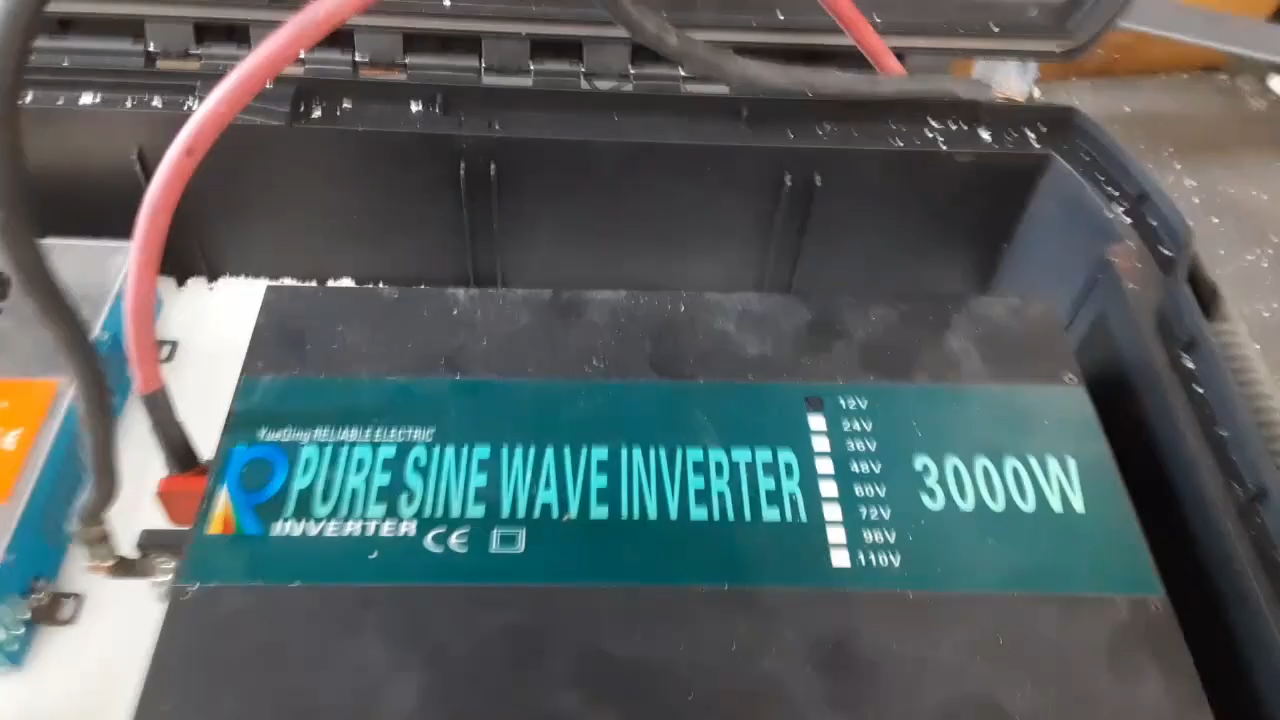 YueQing RELIABLE ELECTRIC
PURE SINE WAVE INVERTER
INVERTER
CE
12V
24V
36V
48V
60V
72V
96V
110V
3000W